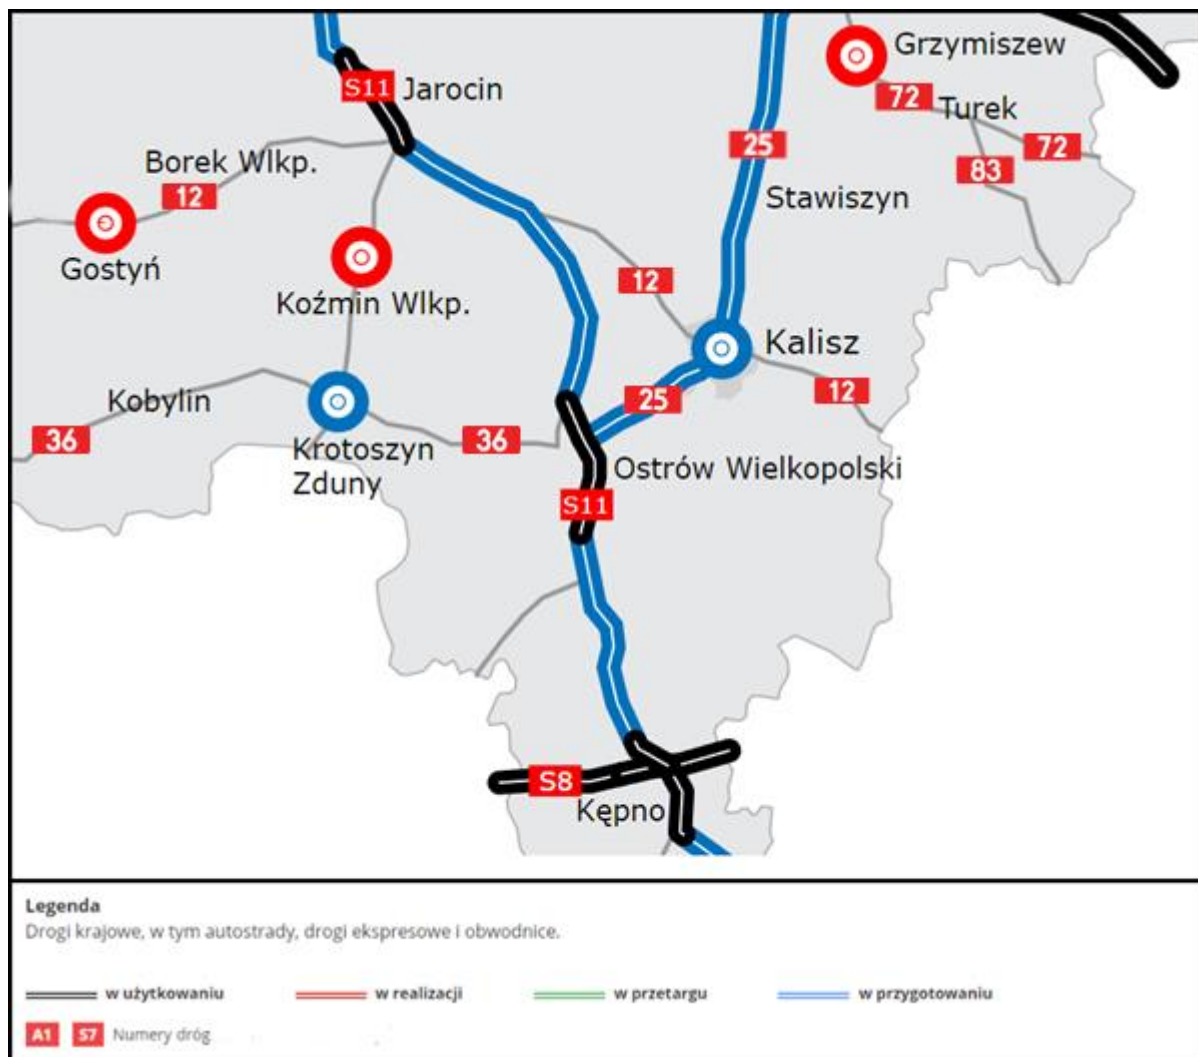 Grzymiszew
S11
Jarocin
72
Turek
25
72
Borek Wlkp.
83
12
Stawiszyn
Gostyń
12
Koźmin Wlkp.
Kalisz
12
25
Kobylin
36
36
Krotoszyn
Zduny
Ostrów Wielkopolski
S11
S8
Kępno
Legenda
Drogi krajowe, w tym autostrady, drogi ekspresowe i obwodnice.
w użytkowaniu
w realizacji
w przetargu
w przygotowaniu
A1 S7 Numery dróg